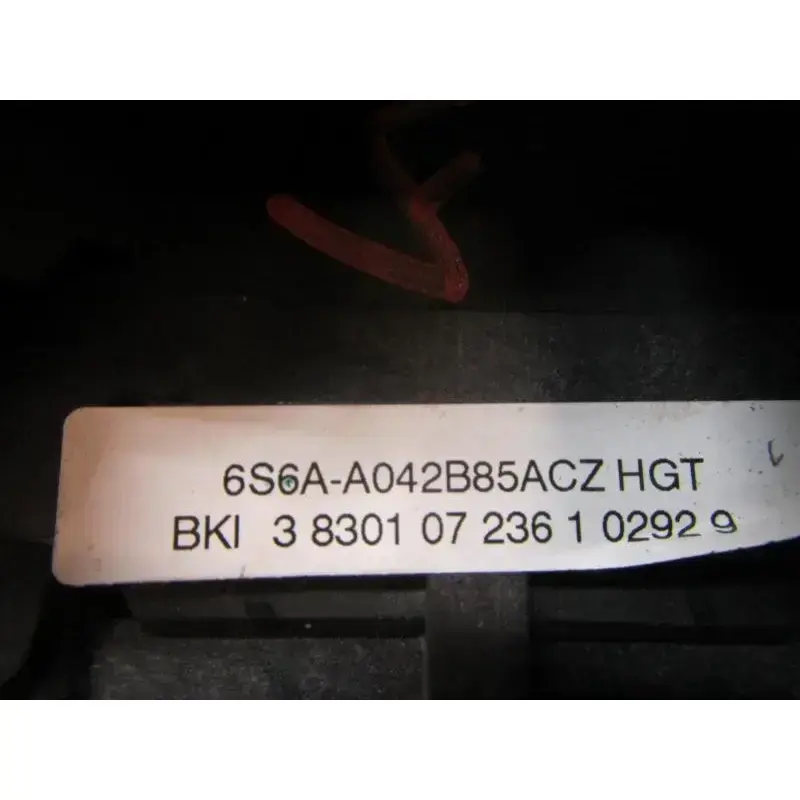 6S6A-A042B85ACZ HGT
BKI 3 8301 07 236 1 0292 9